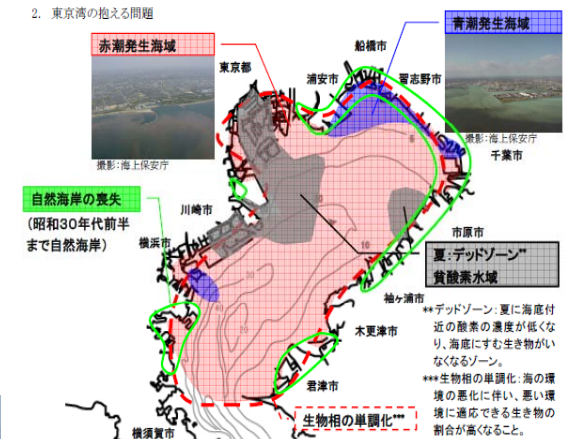 2. 東京湾の抱える問題
赤潮発生海域
青潮発生海域
船橋市
東京都
浦安市
習志野市
撮影:海上保安庁
撮影:海上保安庁
千葉市
自然海岸の喪失
(昭和30年代前半
まで自然海岸)
川崎市
横浜市
市原市
夏:デッドゾーン**
貧酸素水域
袖ヶ浦市
木更津市
君津市
横須賀市
生物相の単調化***
**デッドゾーン:夏に海底付
近の酸素の濃度が低くな
り、海底にすむ生き物がい
なくなるゾーン。
***生物相の単調化:海の環
境の悪化に伴い、悪い環
境に適応できる生き物の
割合が高くなること。
10